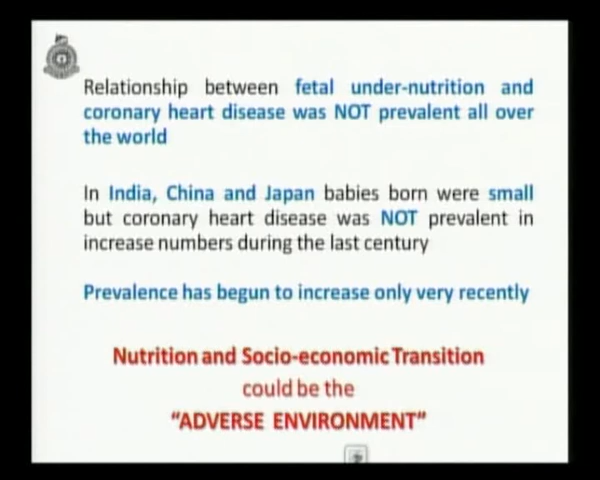 Relationship between fetal under-nutrition and
coronary heart disease was NOT prevalent all over
the world
In India, China and Japan babies born were small
but coronary heart disease was NOT prevalent in
increase numbers during the last century
Prevalence has begun to increase only very recently
Nutrition and Socio-economic Transition
could be the
“ADVERSE ENVIRONMENT”